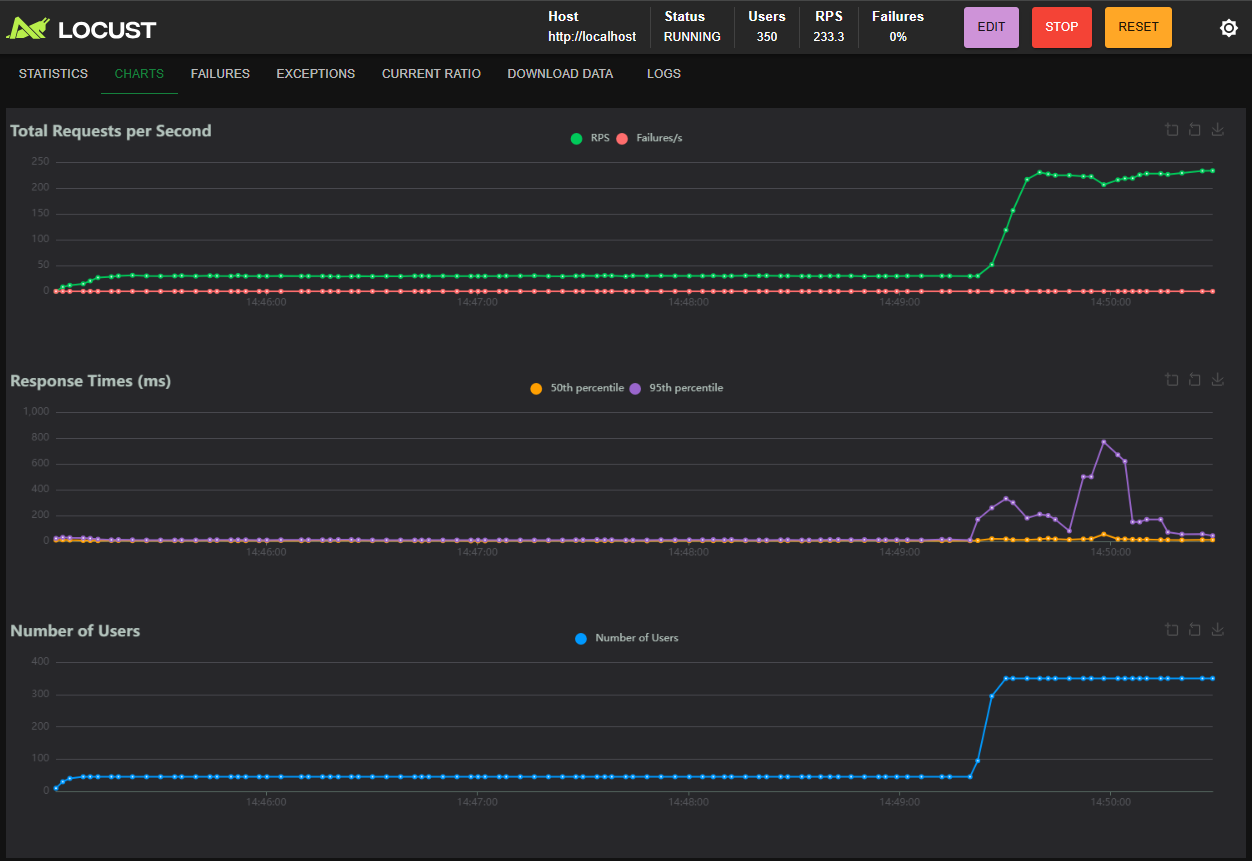 LOCUST
Host Status Users RPS Failures
http://localhost RUNNING 350 233.3 0%
EDIT STOP RESET
STATISTICS CHARTS FAILURES EXCEPTIONS CURRENT RATIO DOWNLOAD DATA LOGS
Total Requests per Second
RPS Failures/s
250
200
150
100
50
0
14:46:00 14:47:00 14:48:00 14:49:00 14:50:00
Response Times (ms)
50th percentile 95th percentile
1,000
800
600
400
200
0
14:46:00 14:47:00 14:48:00 14:49:00 14:50:00
Number of Users
Number of Users
400
300
200
100
0
14:46:00 14:47:00 14:48:00 14:49:00 14:50:00